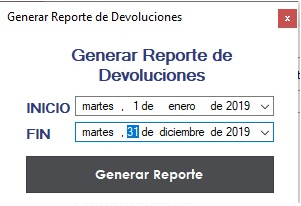 Generar Reporte de Devoluciones
x
Generar Reporte de
Devoluciones
INICIO martes , 1 de enero de 2019
FIN martes , 31 de diciembre de 2019
Generar Reporte